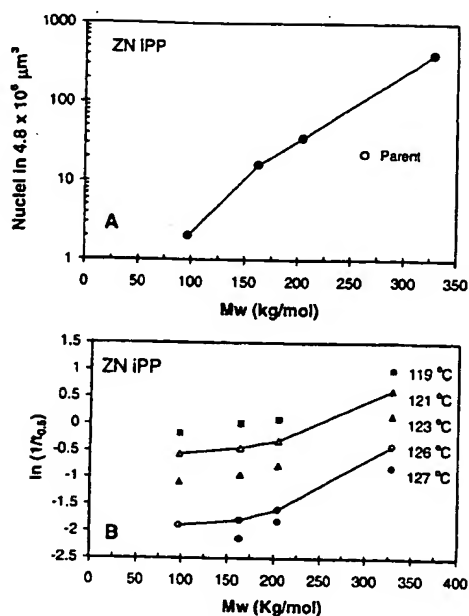 ZN iPP
Nuclei in 4.8 x 10⁶ µm³
1000
100
10
1
Parent
A
0 50 100 150 200 250 300 350
Mw (kg/mol)
ZN iPP
ln (1/t0.5)
1.5
1
0.5
0
-0.5
-1
-1.5
-2
-2.5
119 °C
121 °C
123 °C
126 °C
127 °C
B
0 50 100 150 200 250 300 350 400
Mw (Kg/mol)